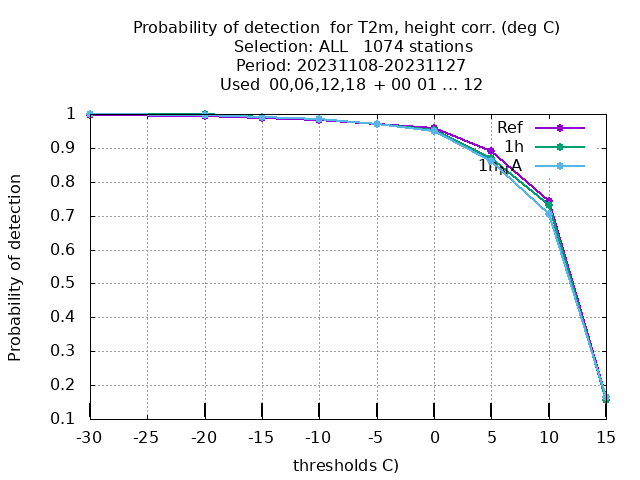 Probability of detection  for T2m, height corr. (deg C)
Selection: ALL   1074 stations
Period: 20231108-20231127
Used  00,06,12,18  + 00 01 ... 12
Probability of detection
1
0.9
0.8
0.7
0.6
0.5
0.4
0.3
0.2
0.1
Ref
1h
-30
-25
-20
-15
-10
-5
0
5
10
15
thresholds C)